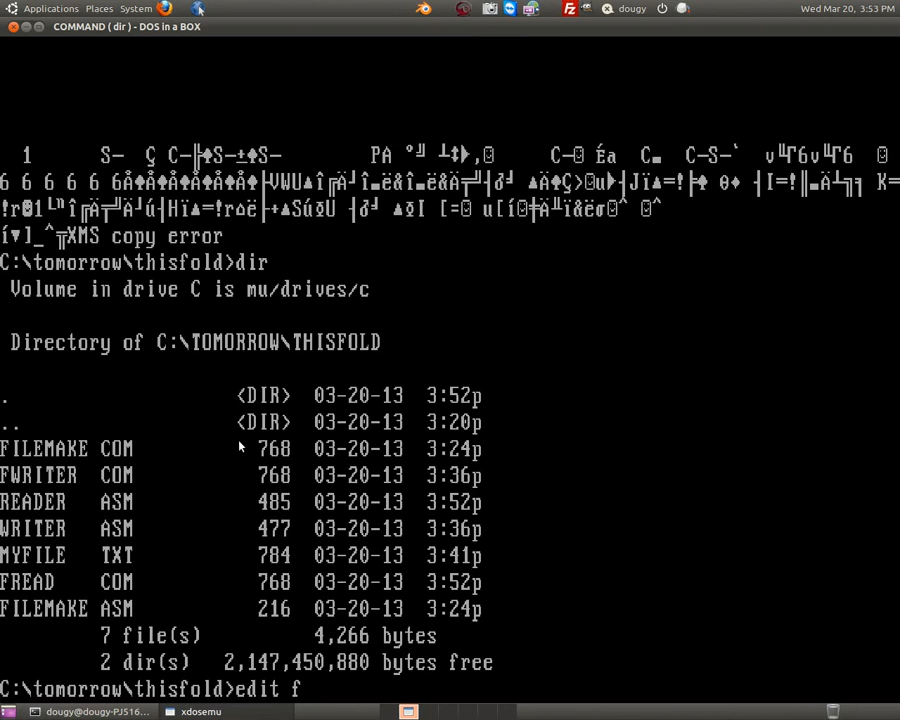 Applications Places System dougy Wed Mar 20, 3:53 PM
COMMAND ( dir ) - DOS in a BOX
XMS copy error
C:\tomorrow\thisfold>dir
Volume in drive C is mu/drives/c
Directory of C:\TOMORROW\THISFOLD
. <DIR> 03-20-13 3:52p
.. <DIR> 03-20-13 3:20p
FILEMAKE COM 768 03-20-13 3:24p
FWRITER COM 768 03-20-13 3:36p
READER ASM 485 03-20-13 3:52p
WRITER ASM 477 03-20-13 3:36p
MYFILE TXT 784 03-20-13 3:41p
FREAD COM 768 03-20-13 3:52p
FILEMAKE ASM 216 03-20-13 3:24p
7 file(s) 4,266 bytes
2 dir(s) 2,147,450,880 bytes free
C:\tomorrow\thisfold>edit f
dougy@dougy-PJS16... xdosemu